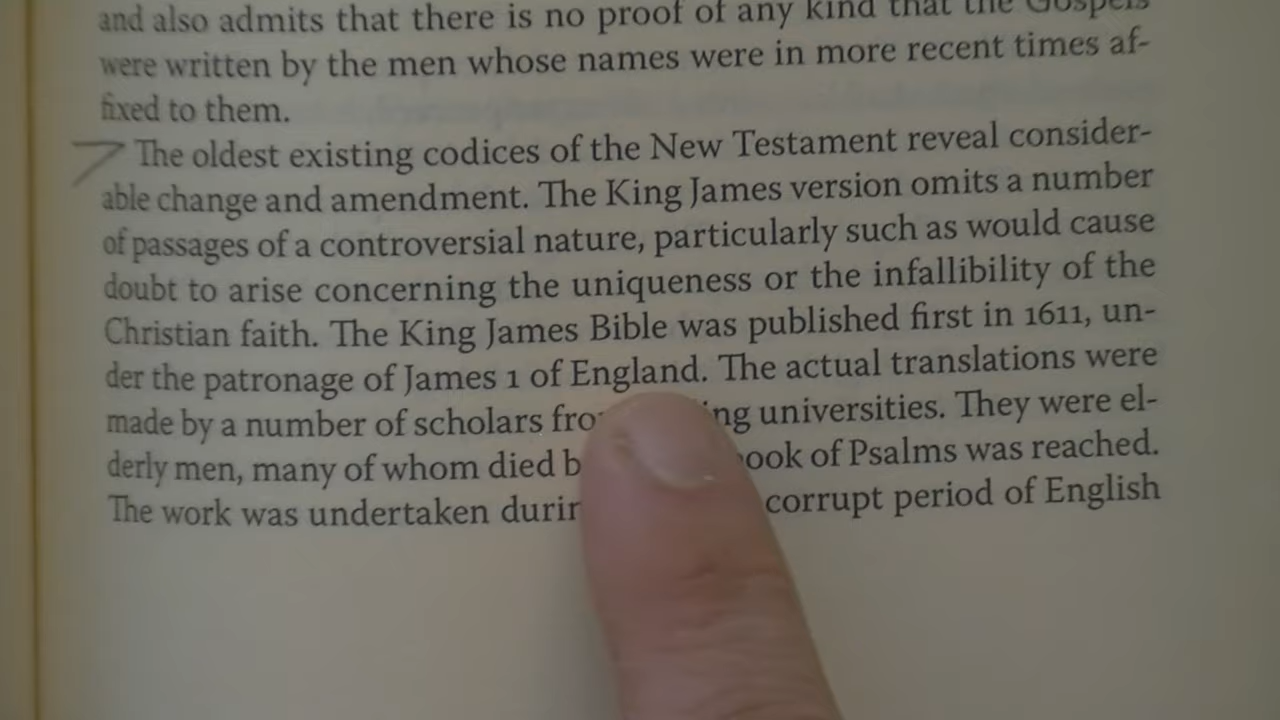 and also admits that there is no proof of any kind that the Gospels
were written by the men whose names were in more recent times af-
fixed to them.
The oldest existing codices of the New Testament reveal consider-
able change and amendment. The King James version omits a number
of passages of a controversial nature, particularly such as would cause
doubt to arise concerning the uniqueness or the infallibility of the
Christian faith. The King James Bible was published first in 1611, un-
der the patronage of James 1 of England. The actual translations were
made by a number of scholars universities. They were el-
derly men, many of whom died of Psalms was reached.
The work was undertaken corrupt period of English